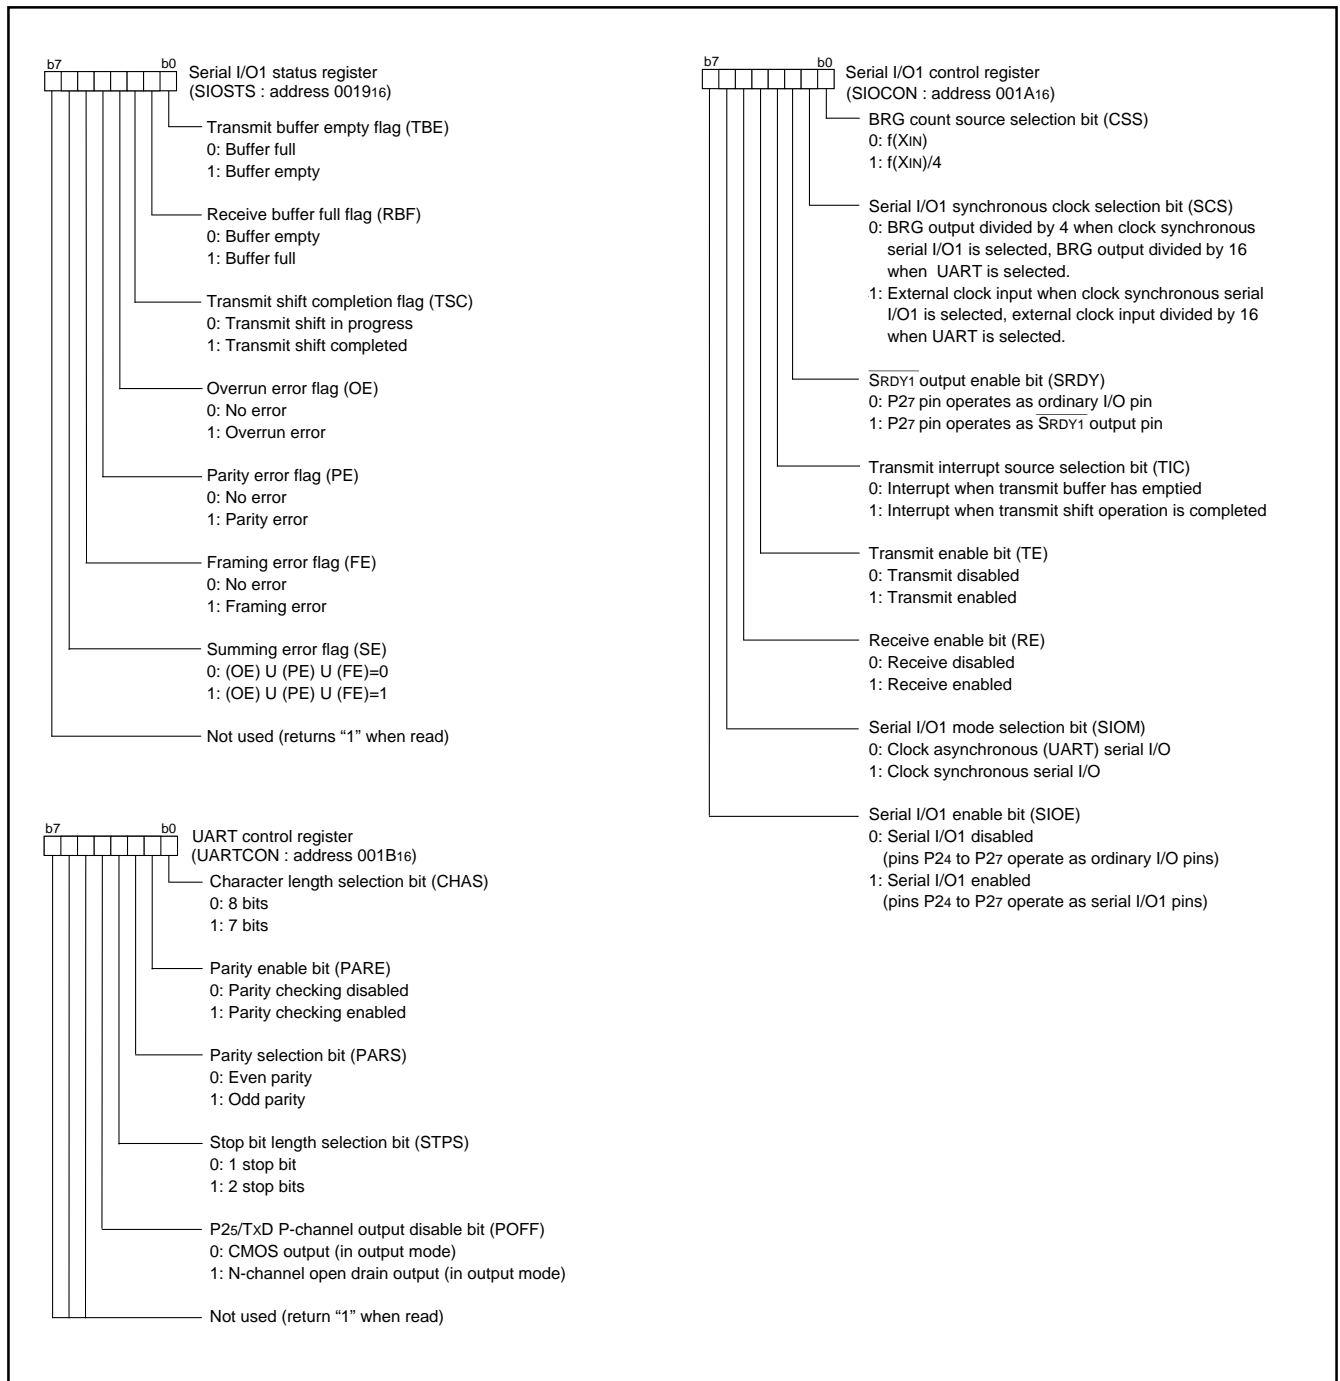 b7 b0
Serial I/O1 status register
(SIOSTS : address 001916)
Transmit buffer empty flag (TBE)
0: Buffer full
1: Buffer empty
Receive buffer full flag (RBF)
0: Buffer empty
1: Buffer full
Transmit shift completion flag (TSC)
0: Transmit shift in progress
1: Transmit shift completed
Overrun error flag (OE)
0: No error
1: Overrun error
Parity error flag (PE)
0: No error
1: Parity error
Framing error flag (FE)
0: No error
1: Framing error
Summing error flag (SE)
0: (OE) U (PE) U (FE)=0
1: (OE) U (PE) U (FE)=1
Not used (returns “1” when read)
b7 b0
UART control register
(UARTCON : address 001B16)
Character length selection bit (CHAS)
0: 8 bits
1: 7 bits
Parity enable bit (PARE)
0: Parity checking disabled
1: Parity checking enabled
Parity selection bit (PARS)
0: Even parity
1: Odd parity
Stop bit length selection bit (STPS)
0: 1 stop bit
1: 2 stop bits
P25/TXD P-channel output disable bit (POFF)
0: CMOS output (in output mode)
1: N-channel open drain output (in output mode)
Not used (return “1” when read)
b7 b0
Serial I/O1 control register
(SIOCON : address 001A16)
BRG count source selection bit (CSS)
0: f(XIN)
1: f(XIN)/4
Serial I/O1 synchronous clock selection bit (SCS)
0: BRG output divided by 4 when clock synchronous
serial I/O1 is selected, BRG output divided by 16
when UART is selected.
1: External clock input when clock synchronous serial
I/O1 is selected, external clock input divided by 16
when UART is selected.
SRDY1 output enable bit (SRDY)
0: P27 pin operates as ordinary I/O pin
1: P27 pin operates as SRDY1 output pin
Transmit interrupt source selection bit (TIC)
0: Interrupt when transmit buffer has emptied
1: Interrupt when transmit shift operation is completed
Transmit enable bit (TE)
0: Transmit disabled
1: Transmit enabled
Receive enable bit (RE)
0: Receive disabled
1: Receive enabled
Serial I/O1 mode selection bit (SIOM)
0: Clock asynchronous (UART) serial I/O
1: Clock synchronous serial I/O
Serial I/O1 enable bit (SIOE)
0: Serial I/O1 disabled
(pins P24 to P27 operate as ordinary I/O pins)
1: Serial I/O1 enabled
(pins P24 to P27 operate as serial I/O1 pins)